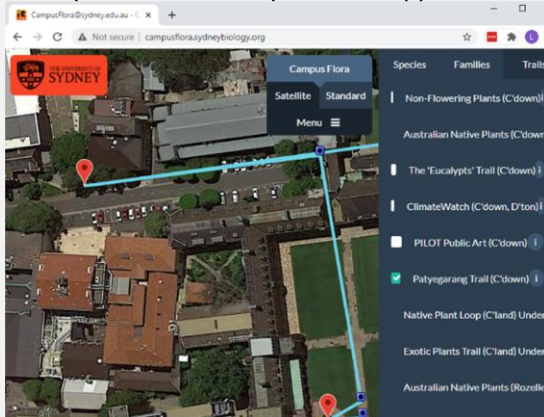 CampusFlora@sydney.edu.au - C
Not secure | campusflora.sydneybiology.org
THE UNIVERSITY OF
SYDNEY
Campus Flora
Satellite Standard
Menu
Species Families Trails
Non-Flowering Plants (C'down) i
Australian Native Plants (C'down
The 'Eucalypts' Trail (C'down) i
ClimateWatch (C'down, D'ton) i
PILOT Public Art (C'down) i
Patyegarang Trail (C'down) i
Native Plant Loop (C'land) Under
Exotic Plants Trail (C'land) Under
Australian Native Plants (Rozelle